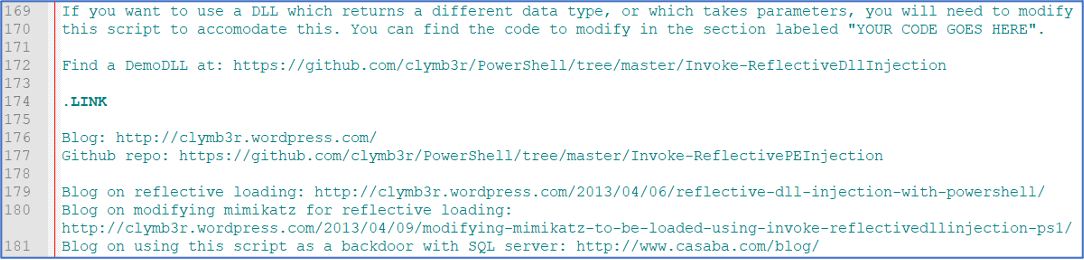 169 If you want to use a DLL which returns a different data type, or which takes parameters, you will need to modify
170 this script to accomodate this. You can find the code to modify in the section labeled "YOUR CODE GOES HERE".
171
172 Find a DemoDLL at: https://github.com/clymb3r/PowerShell/tree/master/Invoke-ReflectiveDllInjection
173
174 .LINK
175
176 Blog: http://clymb3r.wordpress.com/
177 Github repo: https://github.com/clymb3r/PowerShell/tree/master/Invoke-ReflectivePEInjection
178
179 Blog on reflective loading: http://clymb3r.wordpress.com/2013/04/06/reflective-dll-injection-with-powershell/
180 Blog on modifying mimikatz for reflective loading:
http://clymb3r.wordpress.com/2013/04/09/modifying-mimikatz-to-be-loaded-using-invoke-reflectivedllinjection-ps1/
181 Blog on using this script as a backdoor with SQL server: http://www.casaba.com/blog/